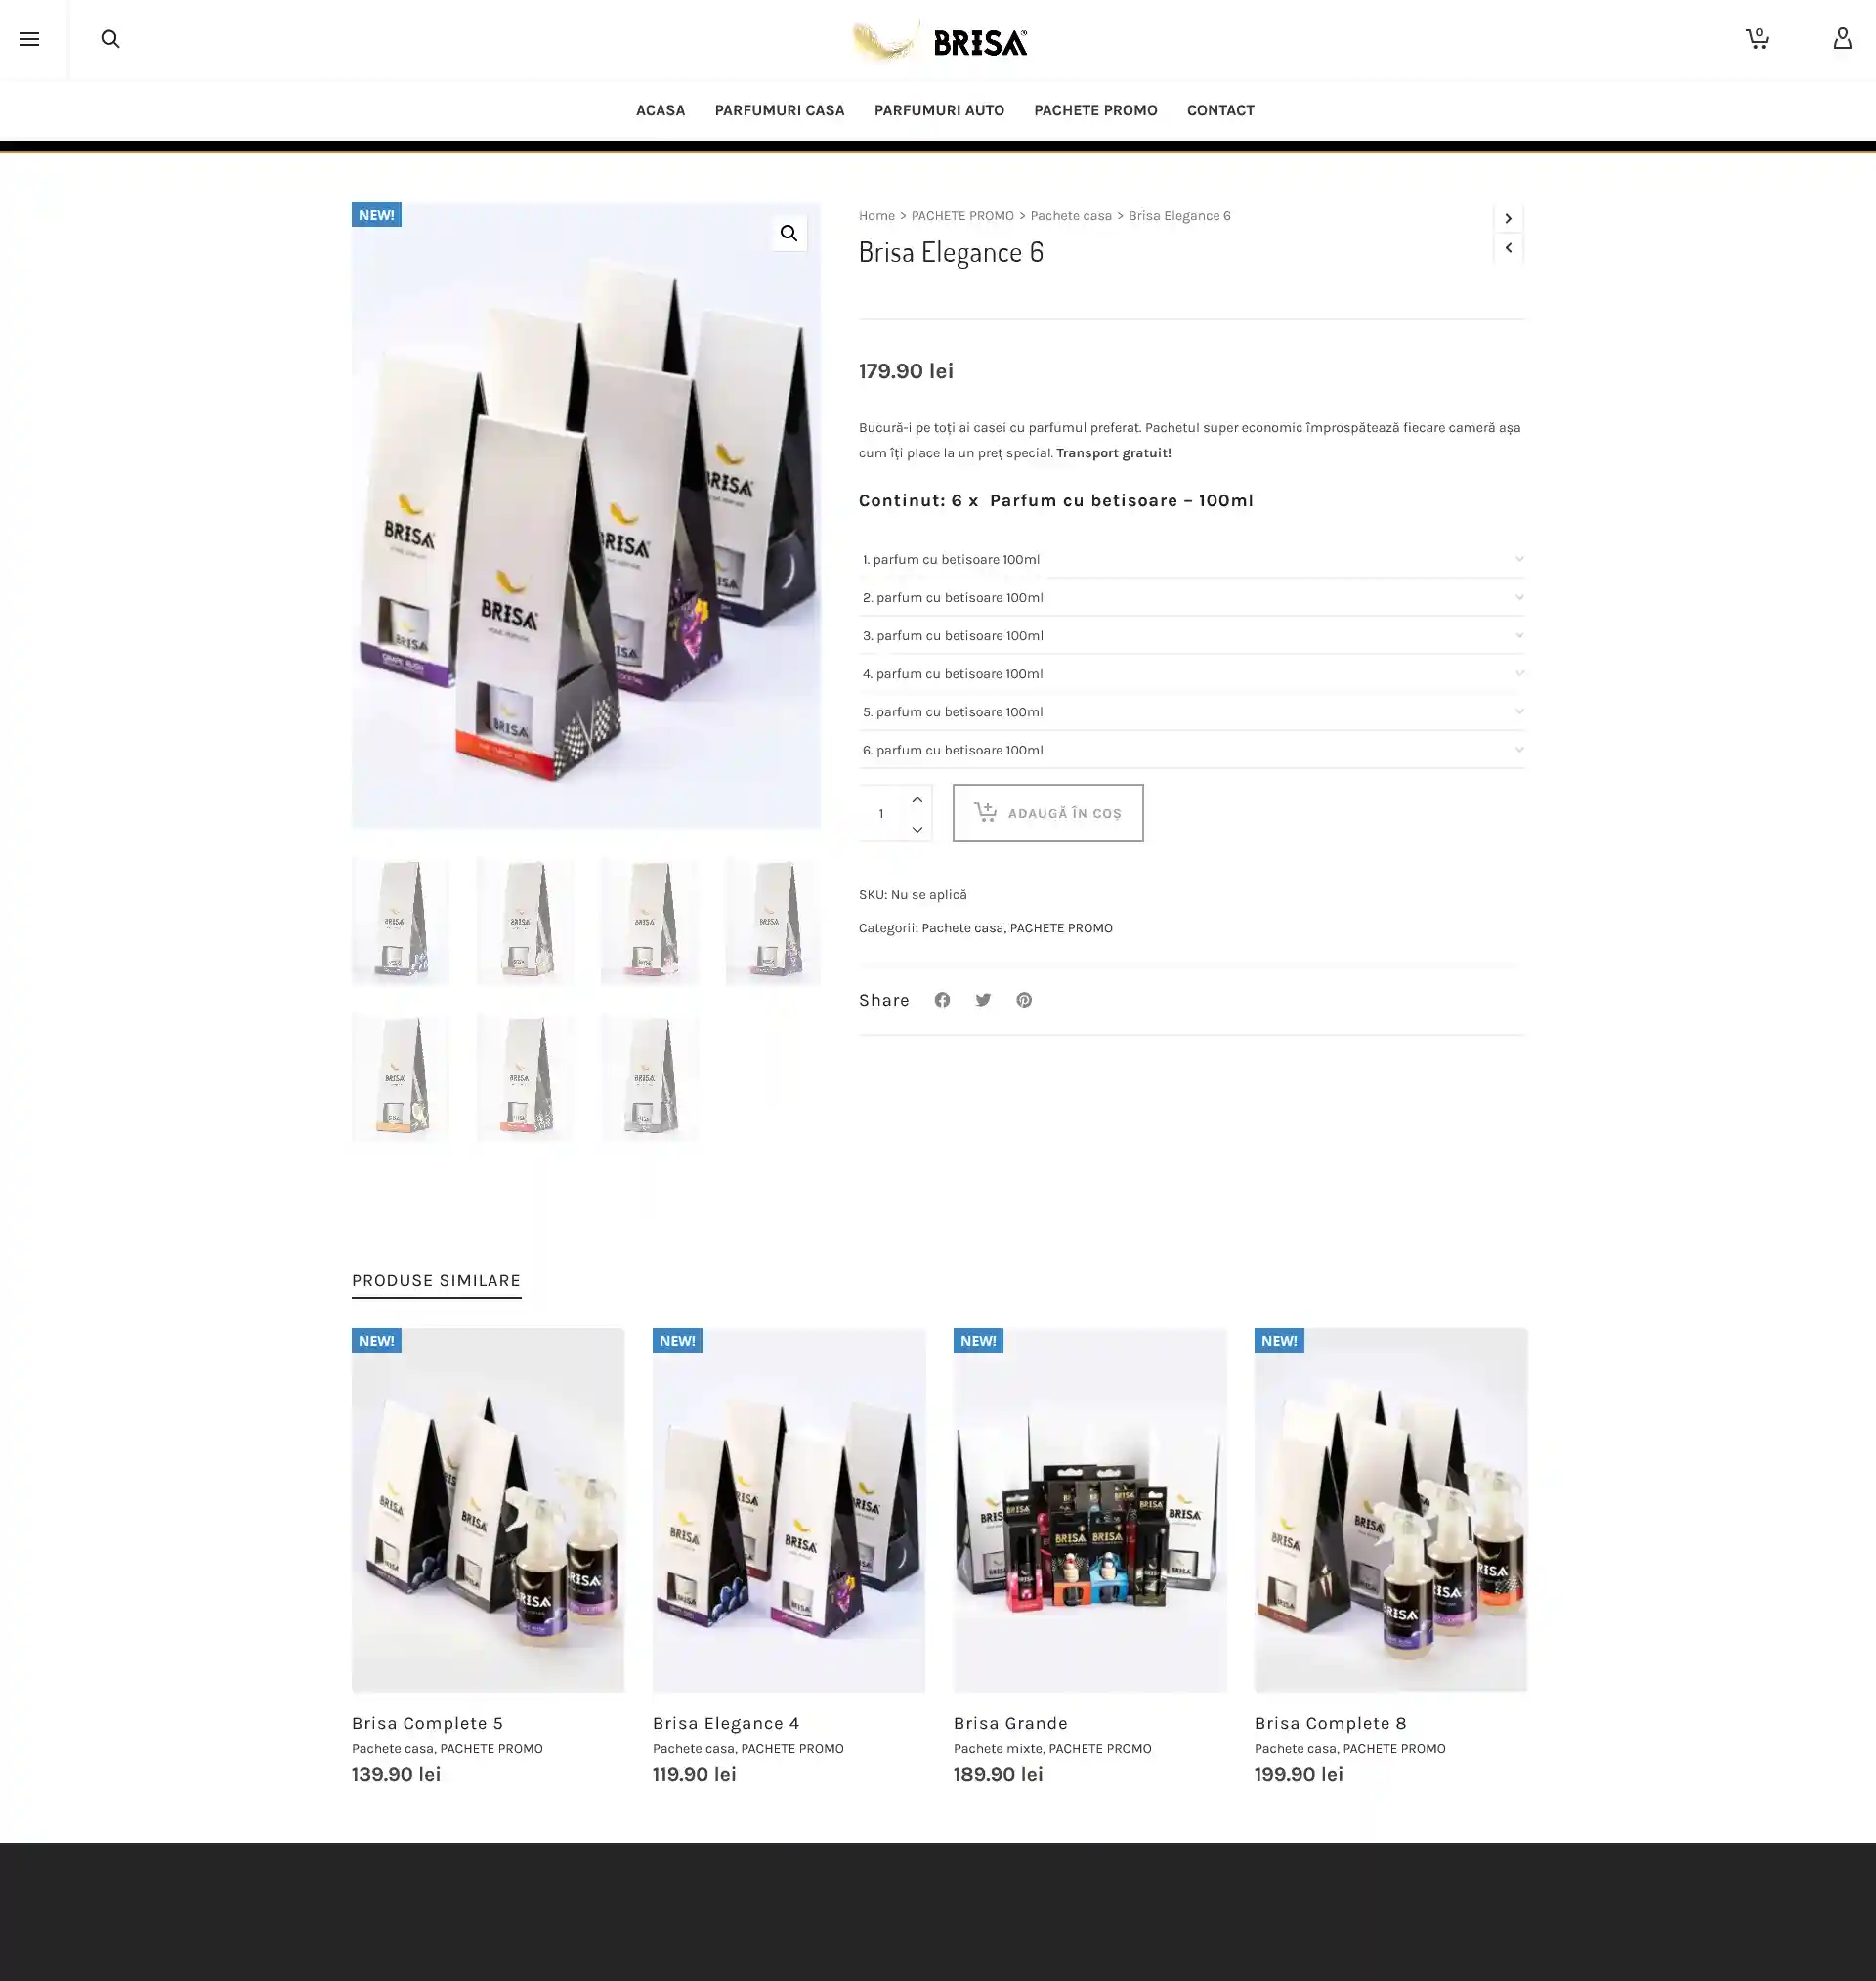 BRISA
0
ACASA PARFUMURI CASA PARFUMURI AUTO PACHETE PROMO CONTACT
NEW!
Home > PACHETE PROMO > Pachete casa > Brisa Elegance 6
Brisa Elegance 6
179.90 lei
Bucură-i pe toți ai casei cu parfumul preferat. Pachetul super economic împrospătează fiecare cameră așa
cum îți place la un preț special. Transport gratuit!
Continut: 6 x Parfum cu betisoare – 100ml
1. parfum cu betisoare 100ml
2. parfum cu betisoare 100ml
3. parfum cu betisoare 100ml
4. parfum cu betisoare 100ml
5. parfum cu betisoare 100ml
6. parfum cu betisoare 100ml
1
ADAUGĂ ÎN COȘ
SKU: Nu se aplică
Categorii: Pachete casa, PACHETE PROMO
Share
BRISA
BRISA
BRISA
BRISA
GRAPE RUSH
PRODUSE SIMILARE
NEW! NEW! NEW! NEW!
Brisa Complete 5
Pachete casa, PACHETE PROMO
139.90 lei
Brisa Elegance 4
Pachete casa, PACHETE PROMO
119.90 lei
Brisa Grande
Pachete mixte, PACHETE PROMO
189.90 lei
Brisa Complete 8
Pachete casa, PACHETE PROMO
199.90 lei